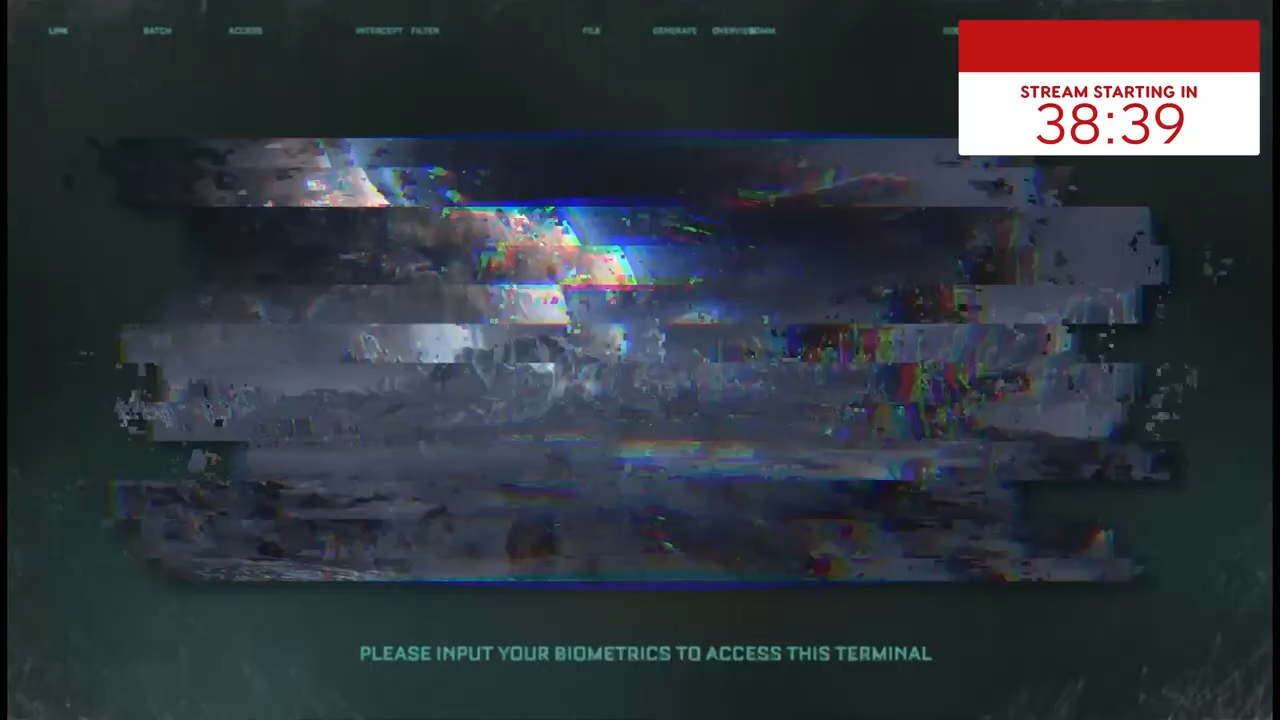 LINK BATCH ACCESS INTERCEPT FILTER FILE GENERATE
STREAM STARTING IN
38:39
PLEASE INPUT YOUR BIOMETRICS TO ACCESS THIS TERMINAL